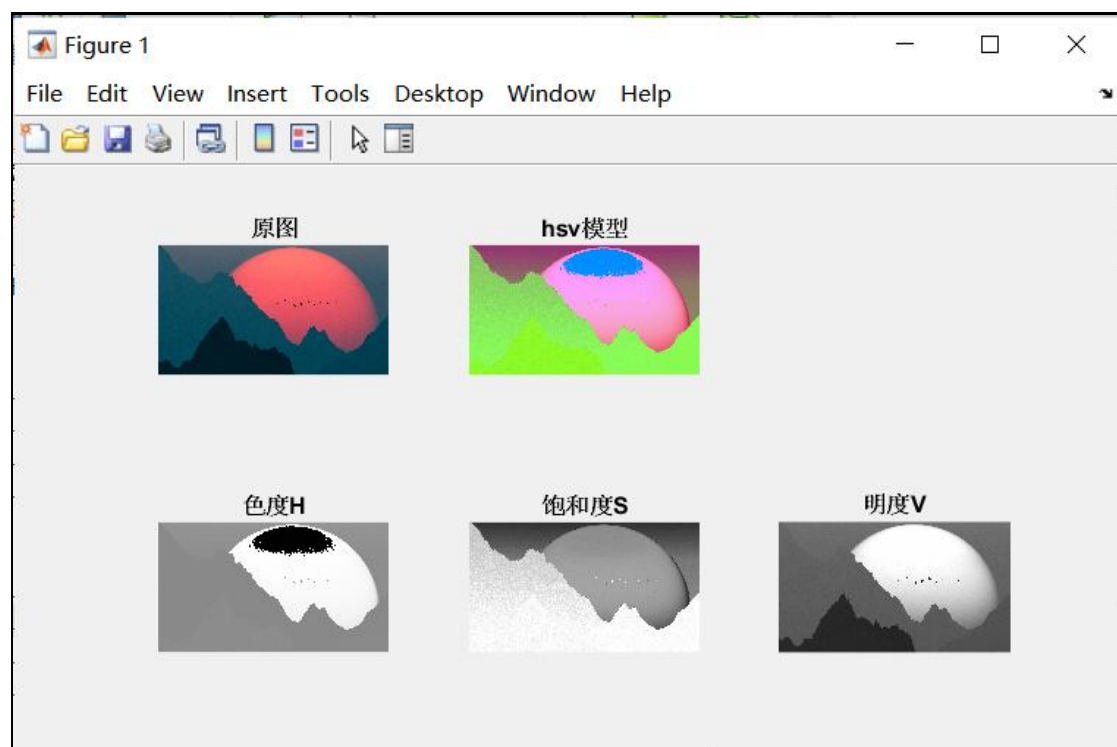 Figure 1
File Edit View Insert Tools Desktop Window Help
原图
hsv模型
色度H
饱和度S
明度V